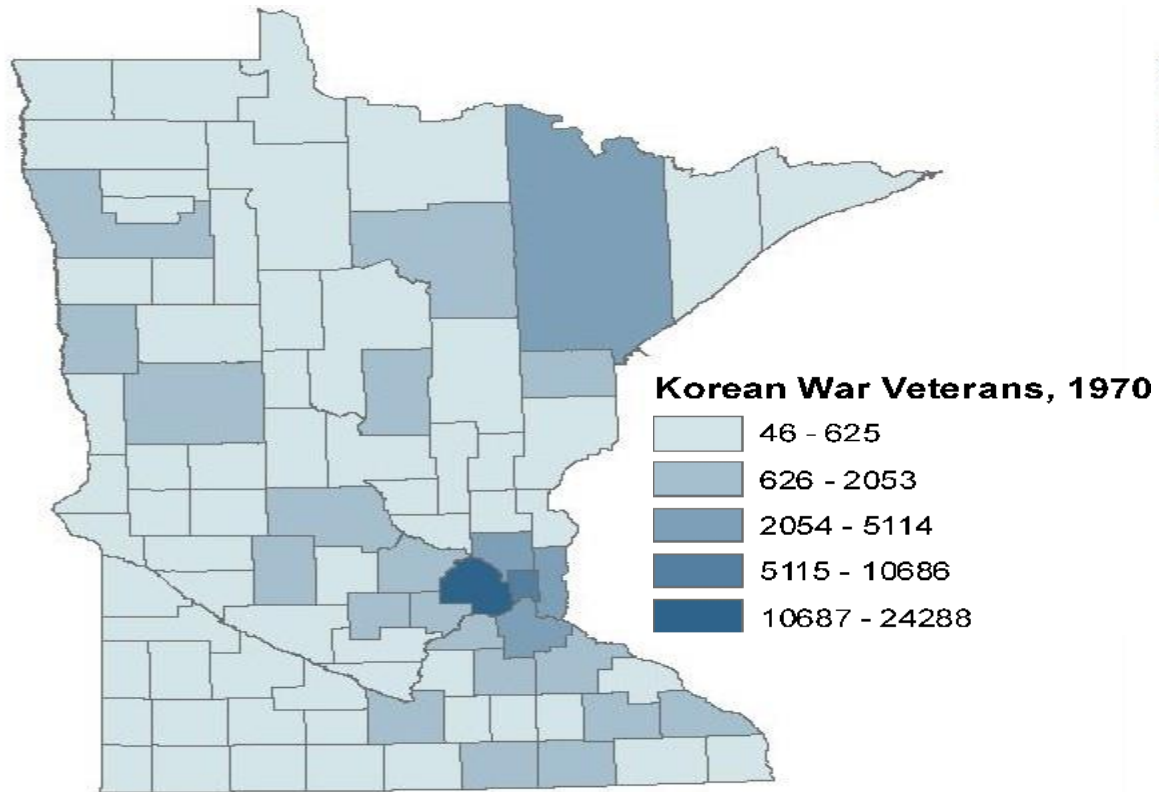 Korean War Veterans, 1970
46 - 625
626 - 2053
2054 - 5114
5115 - 10686
10687 - 24288